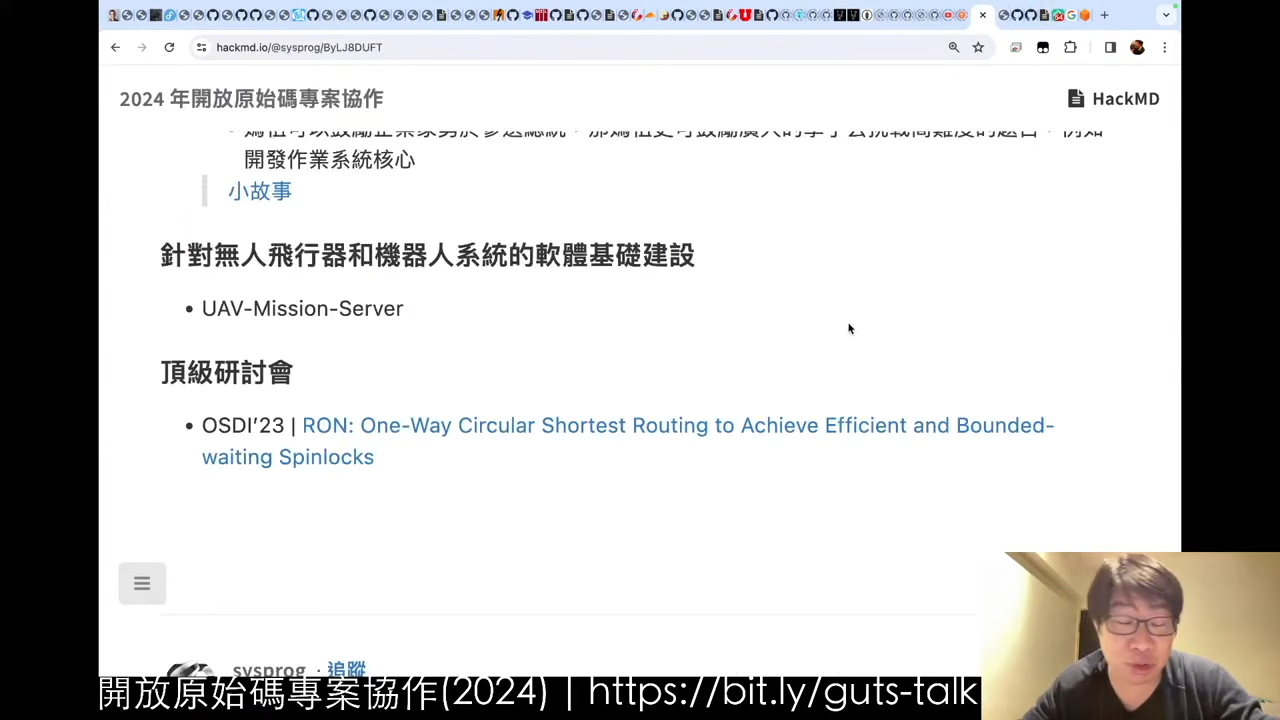 hackmd.io/@sysprog/ByLJ8DUFT
2024 年開放原始碼專案協作
HackMD
開發作業系統核心
小故事
針對無人飛行器和機器人系統的軟體基礎建設
• UAV-Mission-Server
頂級研討會
• OSDI'23 | RON: One-Way Circular Shortest Routing to Achieve Efficient and Bounded-
waiting Spinlocks
sysprog · 追蹤
開放原始碼專案協作(2024) | https://bit.ly/guts-talk